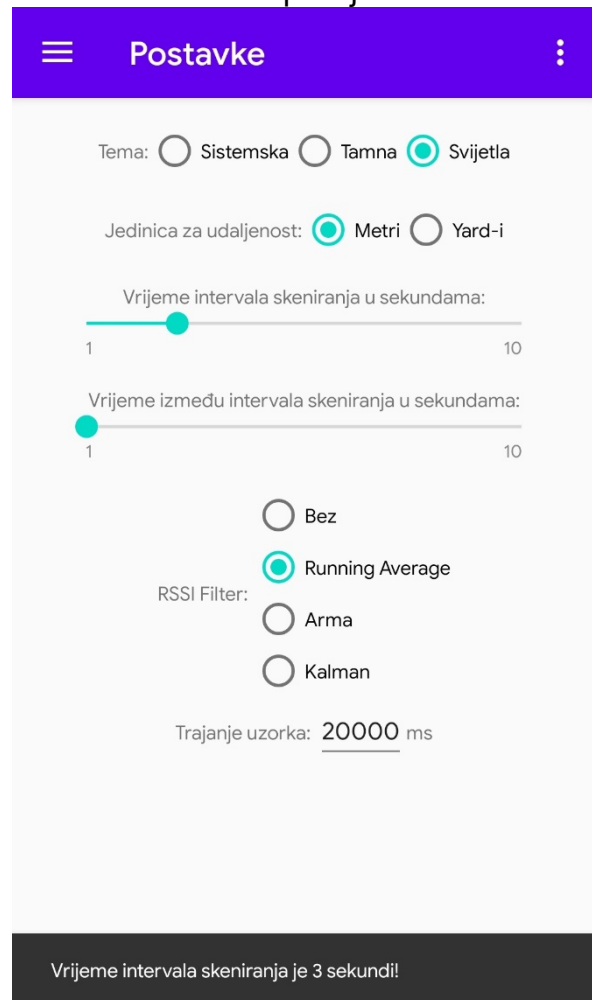 Postavke
Tema: Sistemska Tamna Svijetla
Jedinica za udaljenost: Metri Yard-i
Vrijeme intervala skeniranja u sekundama:
1 10
Vrijeme između intervala skeniranja u sekundama:
1 10
Bez
Running Average
RSSI Filter:
Arma
Kalman
Trajanje uzorka: 20000 ms
Vrijeme intervala skeniranja je 3 sekundi!